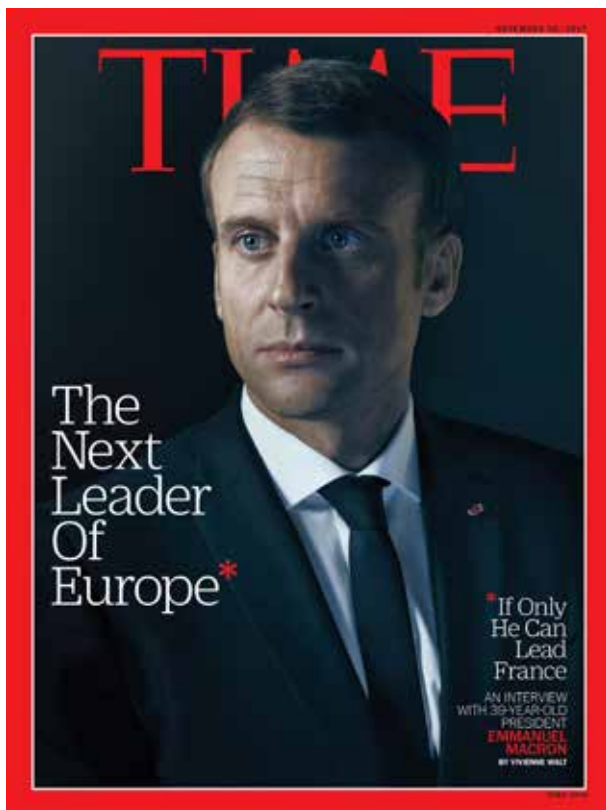 TIME
The
Next
Leader
Of
Europe*
*If Only
He Can
Lead
France
AN INTERVIEW
WITH 39-YEAR-OLD
PRESIDENT
EMMANUEL
MACRON
BY VIVIENNE WALT